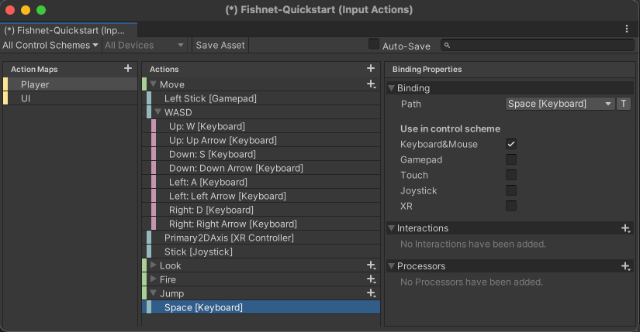 (*) Fishnet-Quickstart (Input Actions)
(*) Fishnet-Quickstart (Inp...
All Control Schemes All Devices Save Asset Auto-Save
Action Maps
Player
UI
Actions
Move
Left Stick [Gamepad]
WASD
Up: W [Keyboard]
Up: Up Arrow [Keyboard]
Down: S [Keyboard]
Down: Down Arrow [Keyboard]
Left: A [Keyboard]
Left: Left Arrow [Keyboard]
Right: D [Keyboard]
Right: Right Arrow [Keyboard]
Primary2DAxis [XR Controller]
Stick [Joystick]
Look
Fire
Jump
Space [Keyboard]
Binding Properties
Binding
Path Space [Keyboard] T
Use in control scheme
Keyboard&Mouse
Gamepad
Touch
Joystick
XR
Interactions
No Interactions have been added.
Processors
No Processors have been added.